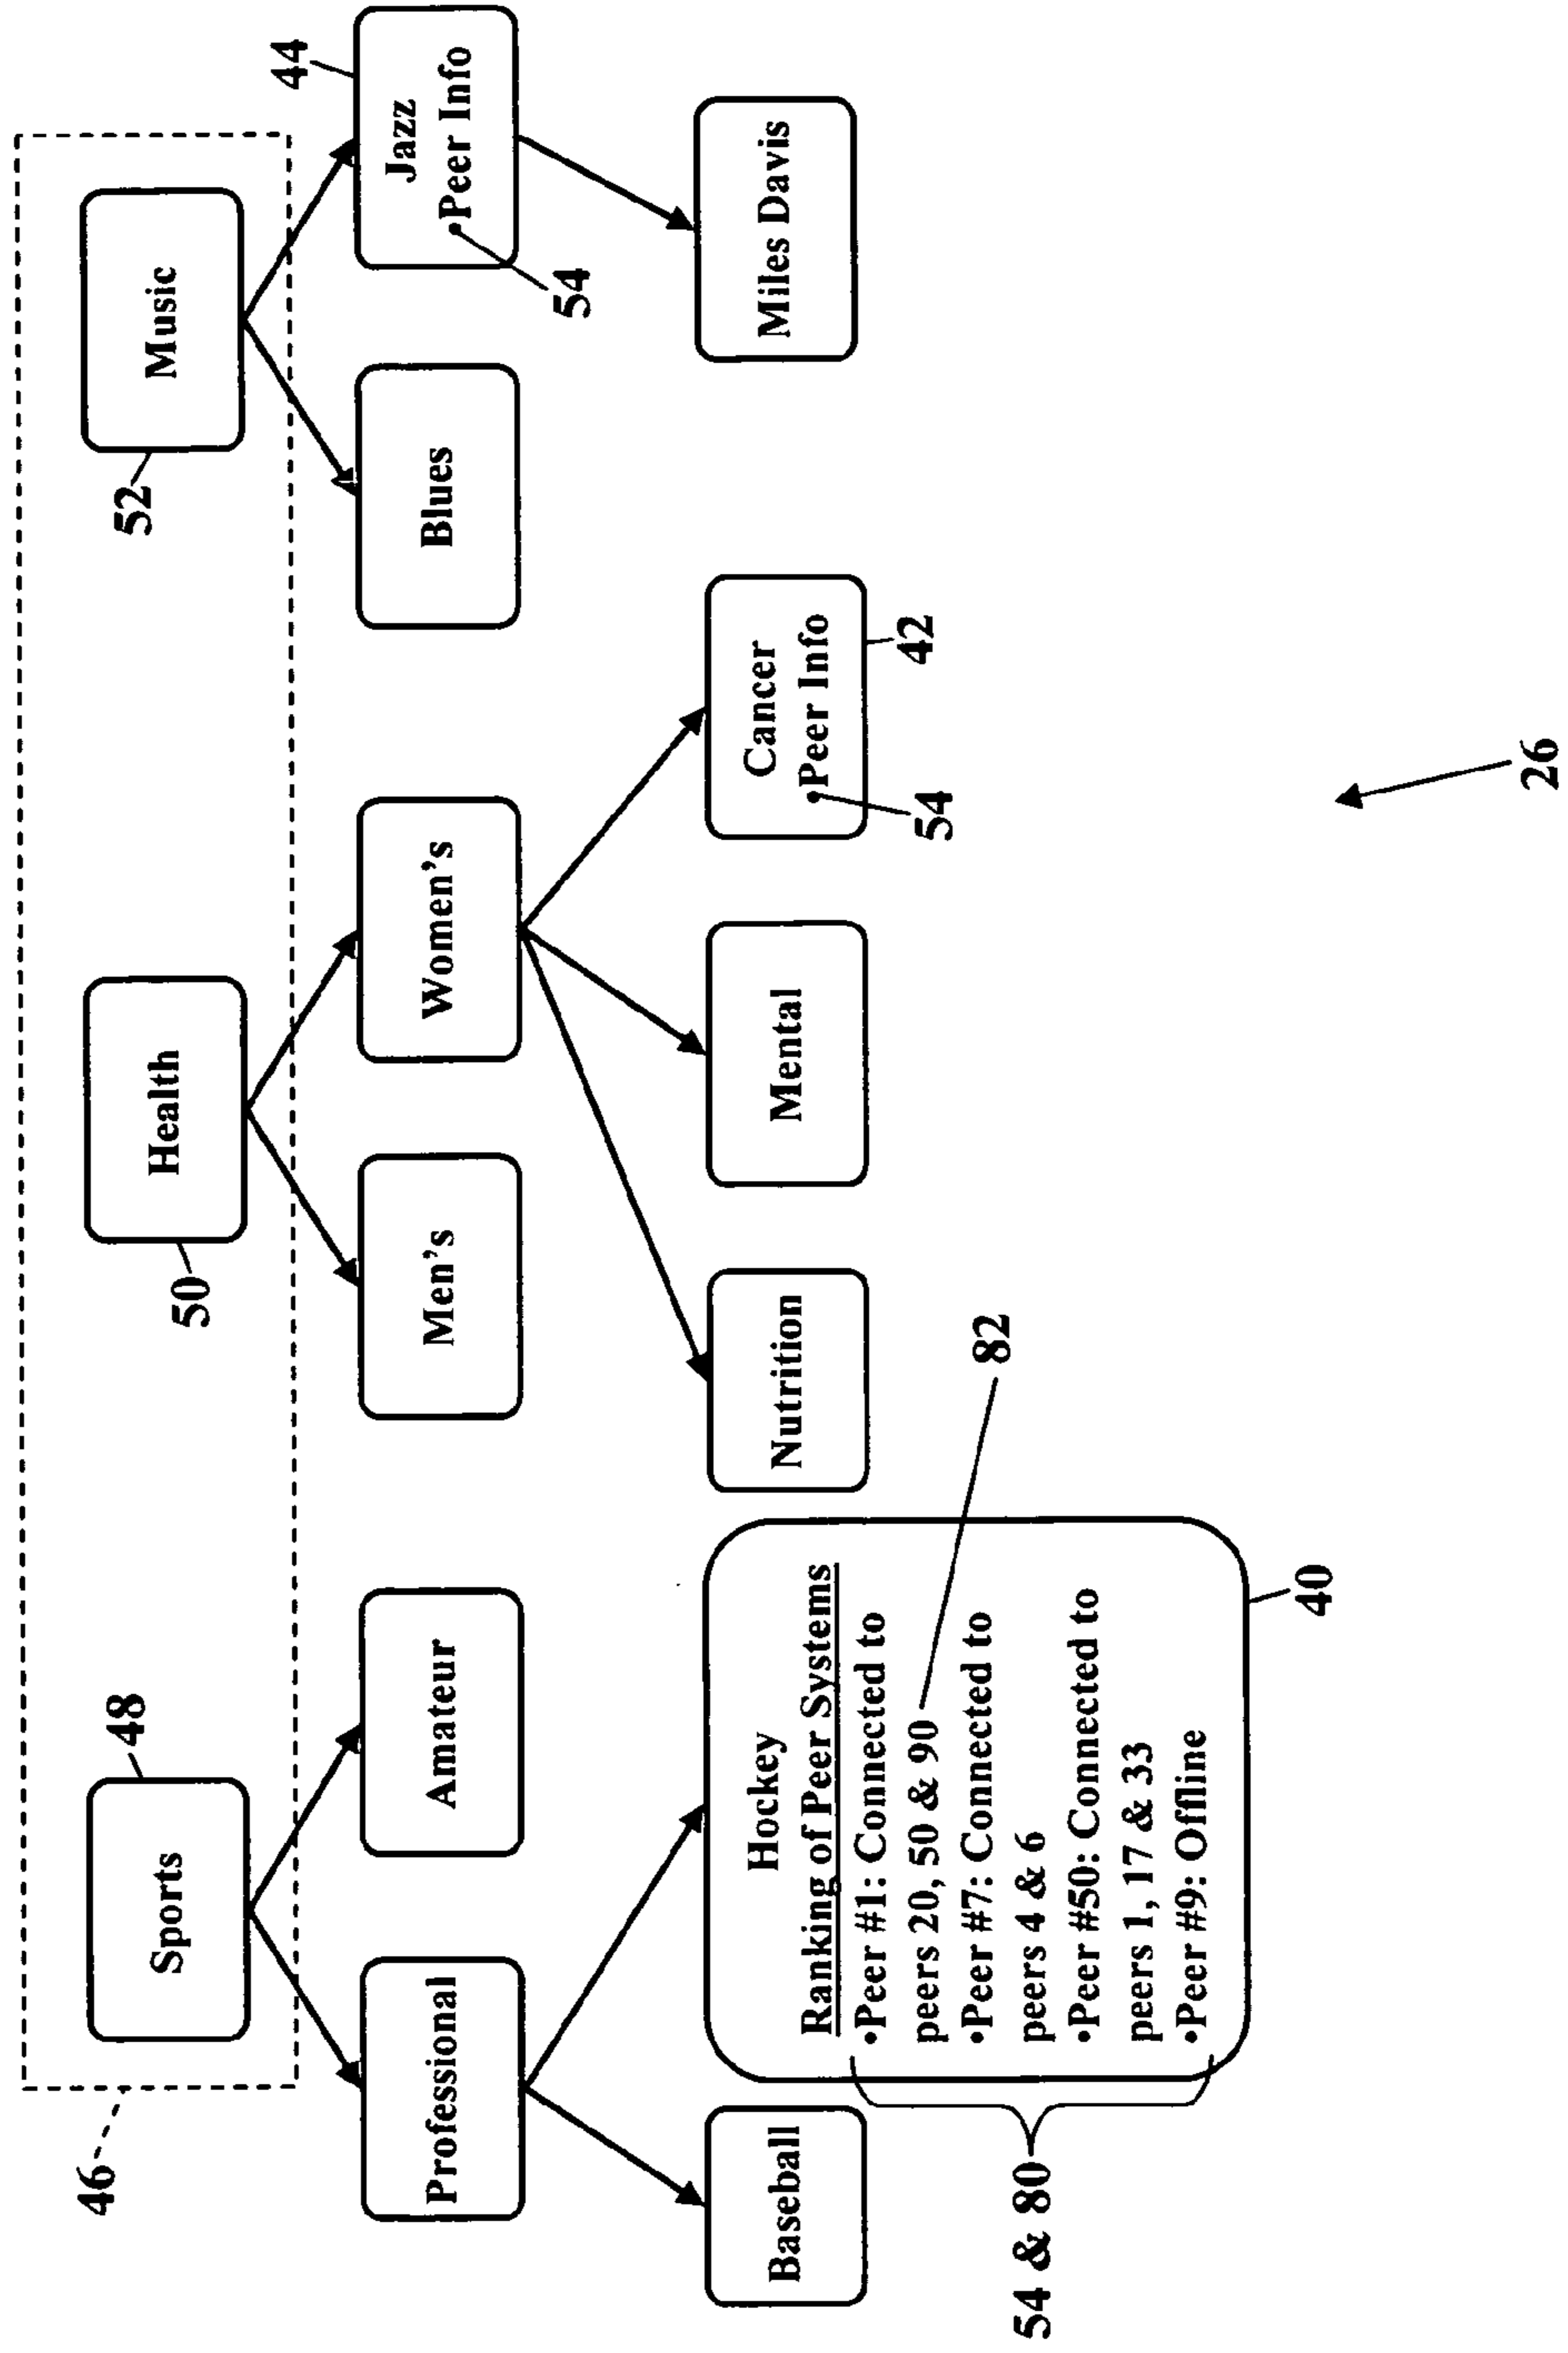 46
48
Sports
50
Health
52
Music
Professional
Amateur
Men's
Women's
Blues
Jazz
•Peer Info
44
54
Baseball
Hockey
Ranking of Peer Systems
•Peer #1: Connected to
peers 20, 50 & 90
•Peer #7: Connected to
peers 4 & 6
•Peer #50: Connected to
peers 1, 17 & 33
•Peer #9: Offline
54 & 80
82
40
Nutrition
Mental
Cancer
•Peer Info
42
54
Miles Davis
26